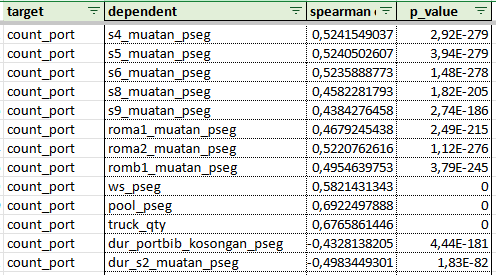 target dependent spearman p_value
count_port s4_muatan_pseg 0,5241549037 2,92E-279
count_port s5_muatan_pseg 0,5240502607 3,94E-279
count_port s6_muatan_pseg 0,5235888773 1,48E-278
count_port s8_muatan_pseg 0,4582281793 1,82E-205
count_port s9_muatan_pseg 0,4384276458 2,74E-186
count_port roma1_muatan_pseg 0,4679245438 2,49E-215
count_port roma2_muatan_pseg 0,5220762616 1,12E-276
count_port romb1_muatan_pseg 0,4954639753 3,79E-245
count_port ws_pseg 0,5821431343 0
count_port pool_pseg 0,6922497888 0
count_port truck_qty 0,6765861446 0
count_port dur_portbib_kosongan_pseg -0,4328138205 4,44E-181
count_port dur_s2_muatan_pseg -0,4983449301 1,83E-82